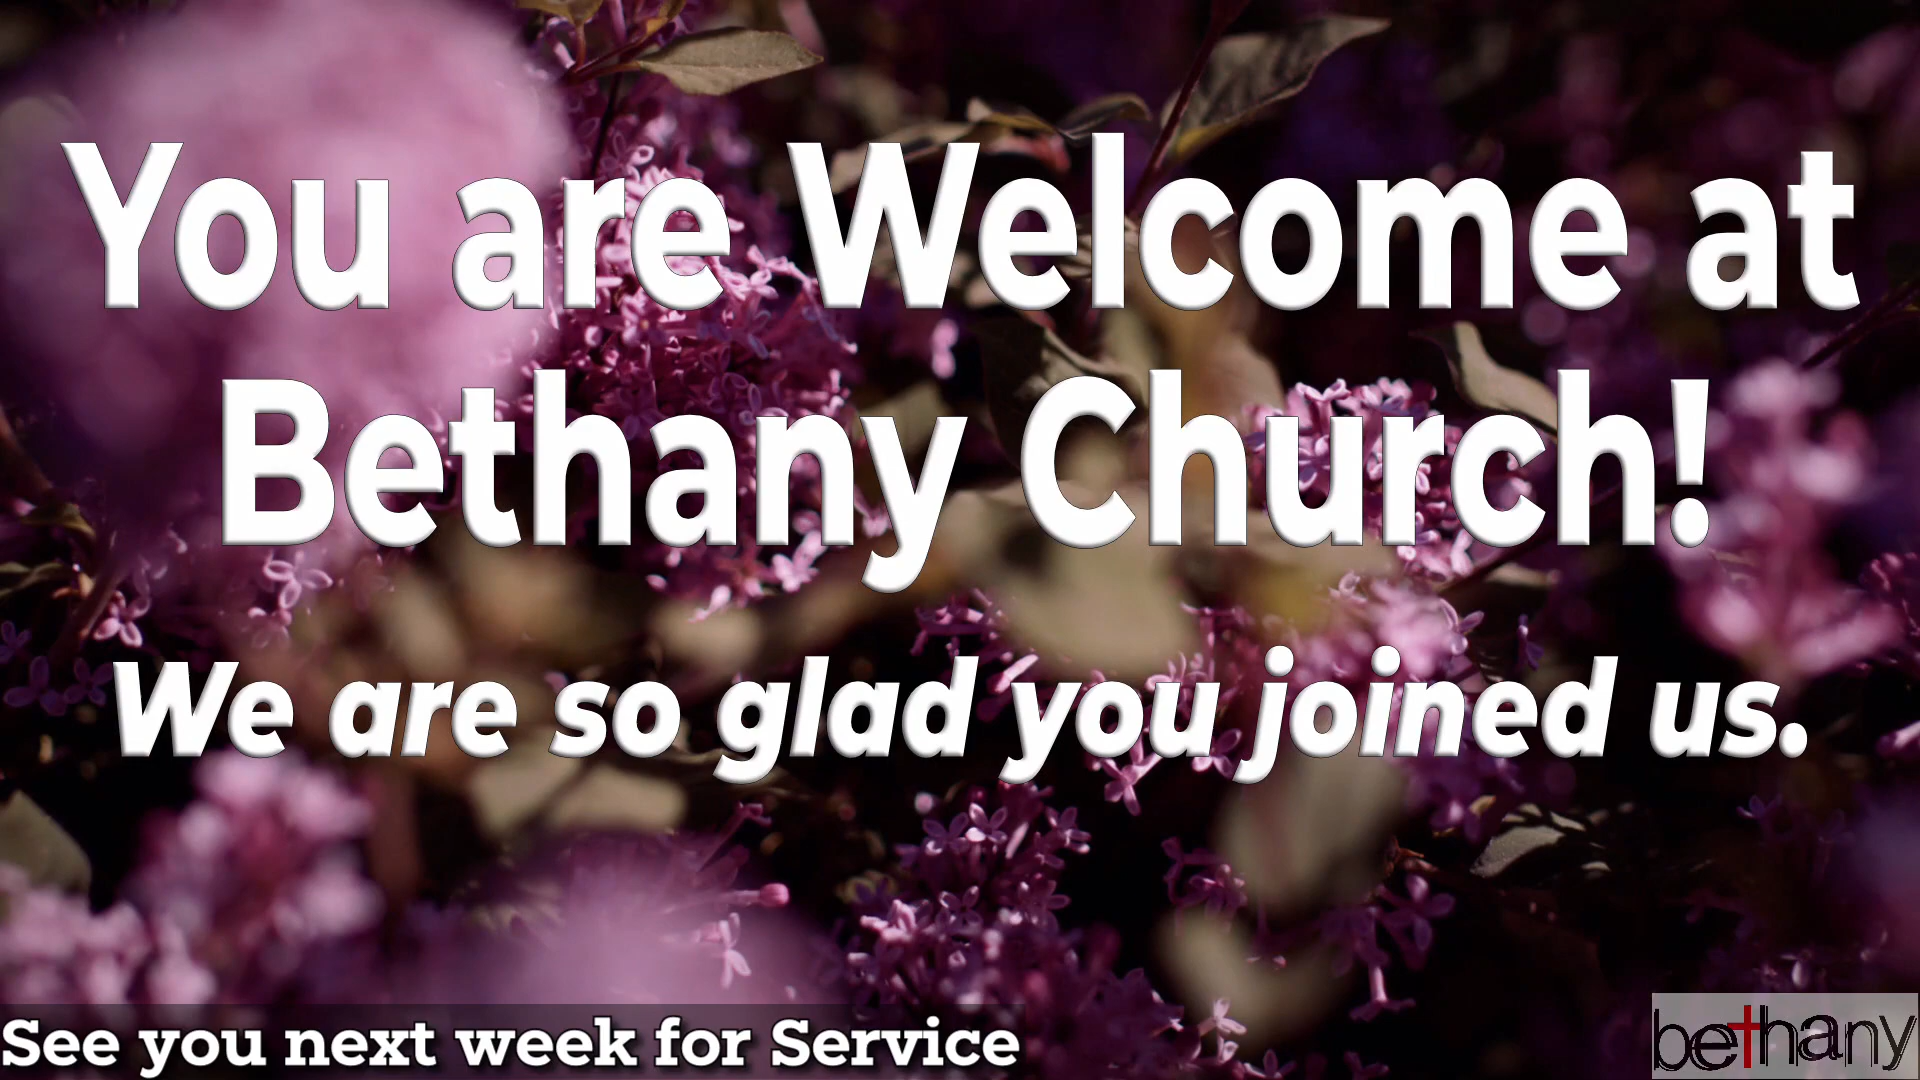 You are Welcome at
Bethany Church!
We are so glad you joined us.
See you next week for Service
bethany